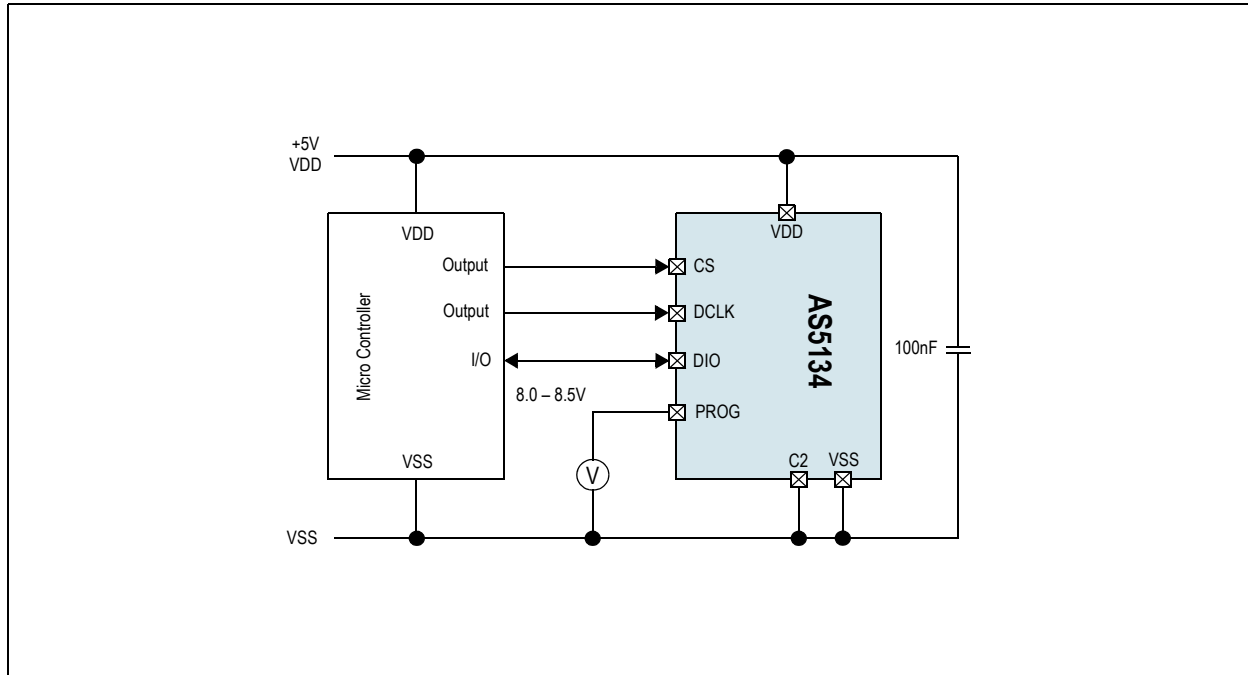 +5V
VDD
VDD
VDD
Output
CS
Output
DCLK
Micro Controller
AS5134
100nF
I/O
DIO
8.0 – 8.5V
PROG
VSS
C2 VSS
V
VSS